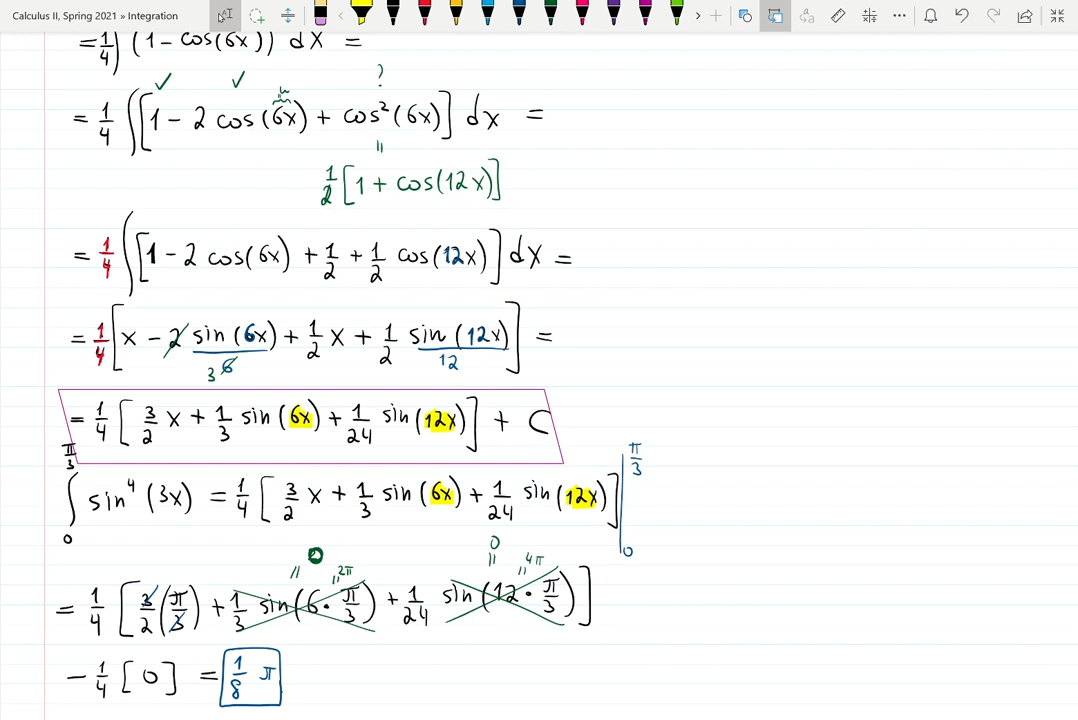 Calculus II, Spring 2021 » Integration
= 1/4 ∫ (1 - cos(6x)) dx =
✓ ✓ u ?
= 1/4 ∫ [1 - 2 cos(6x) + cos²(6x)] dx =
=
1/2 [1 + cos(12x)]
= 1/4 ∫ [1 - 2 cos(6x) + 1/2 + 1/2 cos(12x)] dx =
= 1/4 [x - 2 sin(6x)/6 + 1/2 x + 1/2 sin(12x)/12] =
3
= 1/4 [3/2 x + 1/3 sin(6x) + 1/24 sin(12x)] + C
∫_0^{π/3} sin⁴(3x) = 1/4 [3/2 x + 1/3 sin(6x) + 1/24 sin(12x)] |_0^{π/3}
0 = = 2π 0 = = 4π
= 1/4 [3/2 (π/3) + 1/3 sin(6 · π/3) + 1/24 sin(12 · π/3)]
- 1/4 [0] = 1/8 π